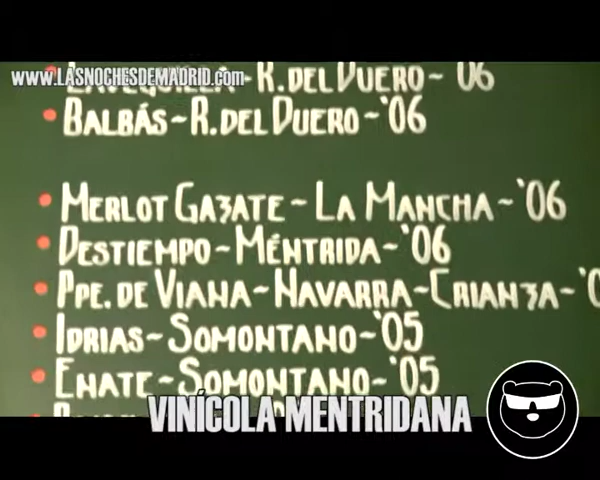 www.LASNOCHESDEMADRID.com
R. DEL DUERO - 06
• BALBÁS - R. DEL DUERO - '06
• MERLOT GAZATE - LA MANCHA - '06
• DESTIEMPO - MÉNTRIDA - '06
• PPE. DE VIANA - NAVARRA - CRIANZA - '0
• IDRIAS - SOMONTANO - '05
• ENATE - SOMONTANO - '05
VINÍCOLA MENTRIDANA